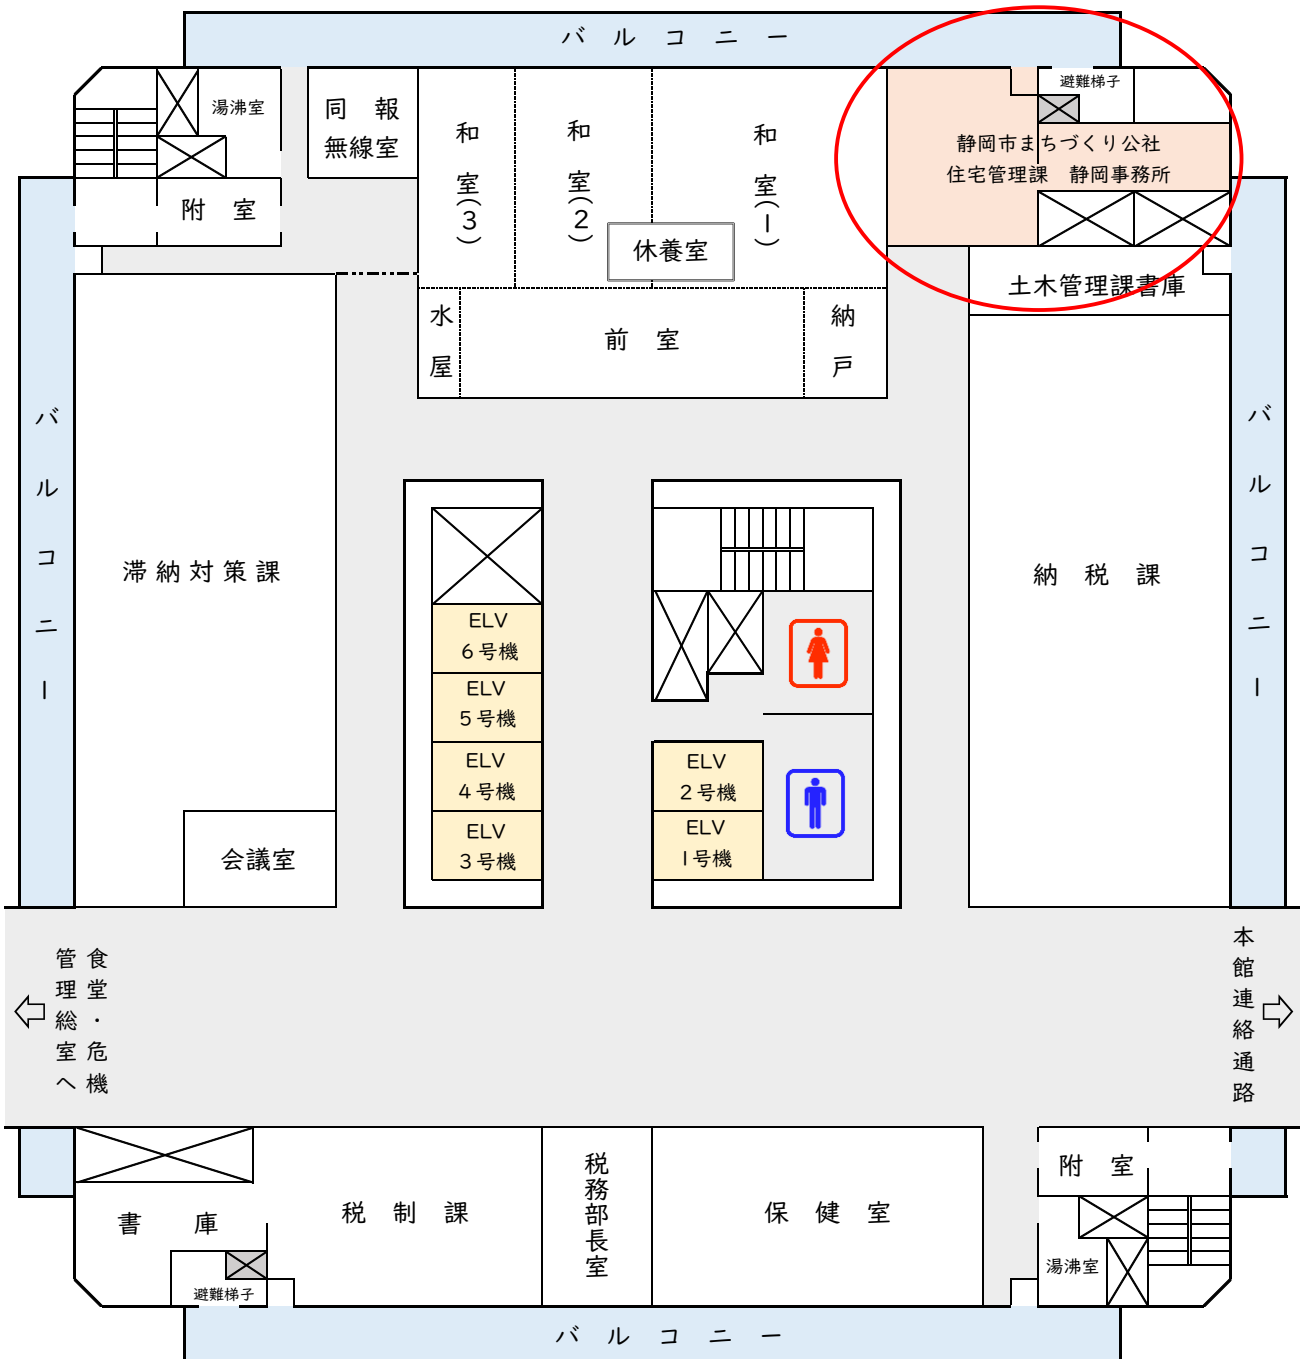 バルコニー
避難梯子
湯沸室
同報
無線室
和室(3)
和室(2)
和室(1)
静岡市まちづくり公社
住宅管理課 静岡事務所
附室
休養室
土木管理課書庫
水屋
前室
納戸
バルコニー
バルコニー
滞納対策課
納税課
ELV
6号機
ELV
5号機
ELV
4号機
ELV
3号機
ELV
2号機
ELV
1号機
会議室
食堂・危機
管理総室へ
本館連絡通路
附室
税務部長室
書庫
税制課
保健室
湯沸室
避難梯子
バルコニー